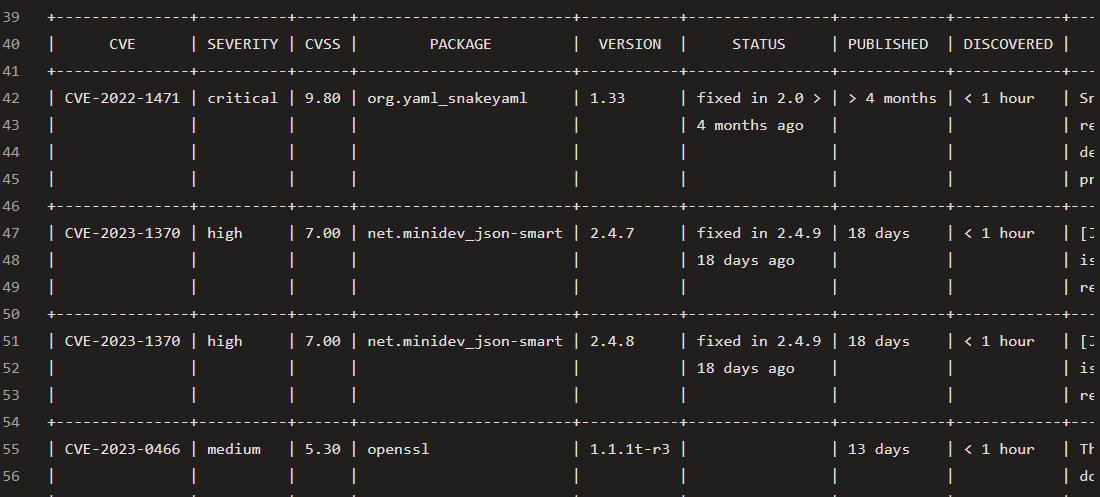 39 +---------------+----------+------+------------------------+-----------+----------------+------------+------------+---
40 |      CVE      | SEVERITY | CVSS |        PACKAGE         |  VERSION  |     STATUS     | PUBLISHED  | DISCOVERED |
41 +---------------+----------+------+------------------------+-----------+----------------+------------+------------+---
42 | CVE-2022-1471 | critical | 9.80 | org.yaml_snakeyaml     | 1.33      | fixed in 2.0 > | > 4 months | < 1 hour   | Sn
43 |               |          |      |                        |           | 4 months ago   |            |            | re
44 |               |          |      |                        |           |                |            |            | de
45 |               |          |      |                        |           |                |            |            | pr
46 +---------------+----------+------+------------------------+-----------+----------------+------------+------------+---
47 | CVE-2023-1370 | high     | 7.00 | net.minidev_json-smart | 2.4.7     | fixed in 2.4.9 | 18 days    | < 1 hour   | [
48 |               |          |      |                        |           | 18 days ago    |            |            | is
49 |               |          |      |                        |           |                |            |            | re
50 +---------------+----------+------+------------------------+-----------+----------------+------------+------------+---
51 | CVE-2023-1370 | high     | 7.00 | net.minidev_json-smart | 2.4.8     | fixed in 2.4.9 | 18 days    | < 1 hour   | [
52 |               |          |      |                        |           | 18 days ago    |            |            | is
53 |               |          |      |                        |           |                |            |            | re
54 +---------------+----------+------+------------------------+-----------+----------------+------------+------------+---
55 | CVE-2023-0466 | medium   | 5.30 | openssl                | 1.1.1t-r3 |                | 13 days    | < 1 hour   | Th
56 |               |          |      |                        |           |                |            |            | do